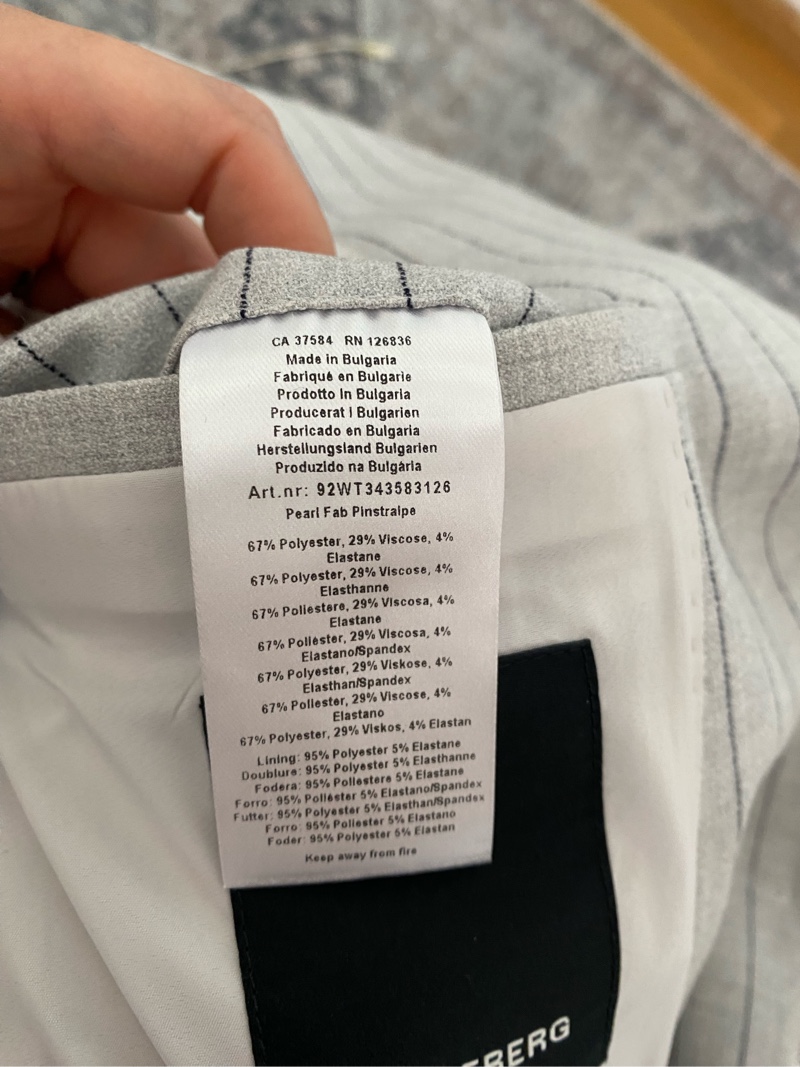 CA 37584 RN 126836
Made in Bulgaria
Fabriqué en Bulgarie
Prodotto in Bulgaria
Producerat i Bulgarien
Fabricado en Bulgaria
Herstellungsland Bulgarien
Produzido na Bulgária
Art.nr: 92WT343583126
Pearl Fab Pinstraipe
67% Polyester, 29% Viscose, 4%
Elastane
67% Polyester, 29% Viscose, 4%
Elasthanne
67% Poliestere, 29% Viscosa, 4%
Elastane
67% Poliéster, 29% Viscosa, 4%
Elastano/Spandex
67% Polyester, 29% Viskose, 4%
Elasthan/Spandex
67% Poliester, 29% Viscose, 4%
Elastano
67% Polyester, 29% Viskos, 4% Elastan
Lining: 95% Polyester 5% Elastane
Doublure: 95% Polyester 5% Elasthanne
Fodera: 95% Poliestere 5% Elastane
Forro: 95% Poliéster 5% Elastano/Spandex
Futter: 95% Polyester 5% Elasthan/Spandex
Forro: 95% Poliester 5% Elastano
Foder: 95% Polyester 5% Elastan
Keep away from fire